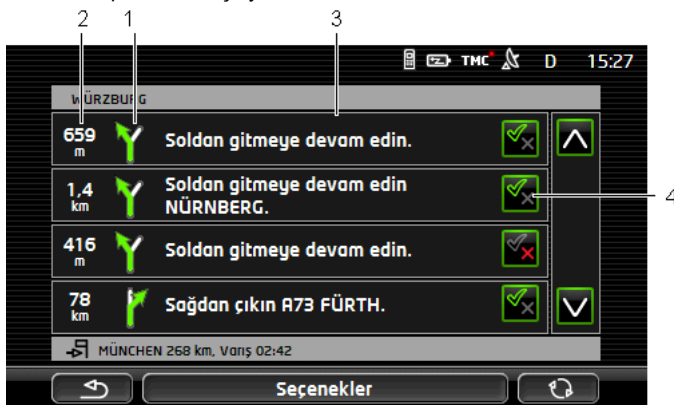 2 1 3
TMC D 15:27
WÜRZBURG
659 m
Soldan gitmeye devam edin.
1,4 km
Soldan gitmeye devam edin
NÜRNBERG.
4
416 m
Soldan gitmeye devam edin.
78 km
Sağdan çıkın A73 FÜRTH.
MÜNCHEN 268 km, Varış 02:42
Seçenekler